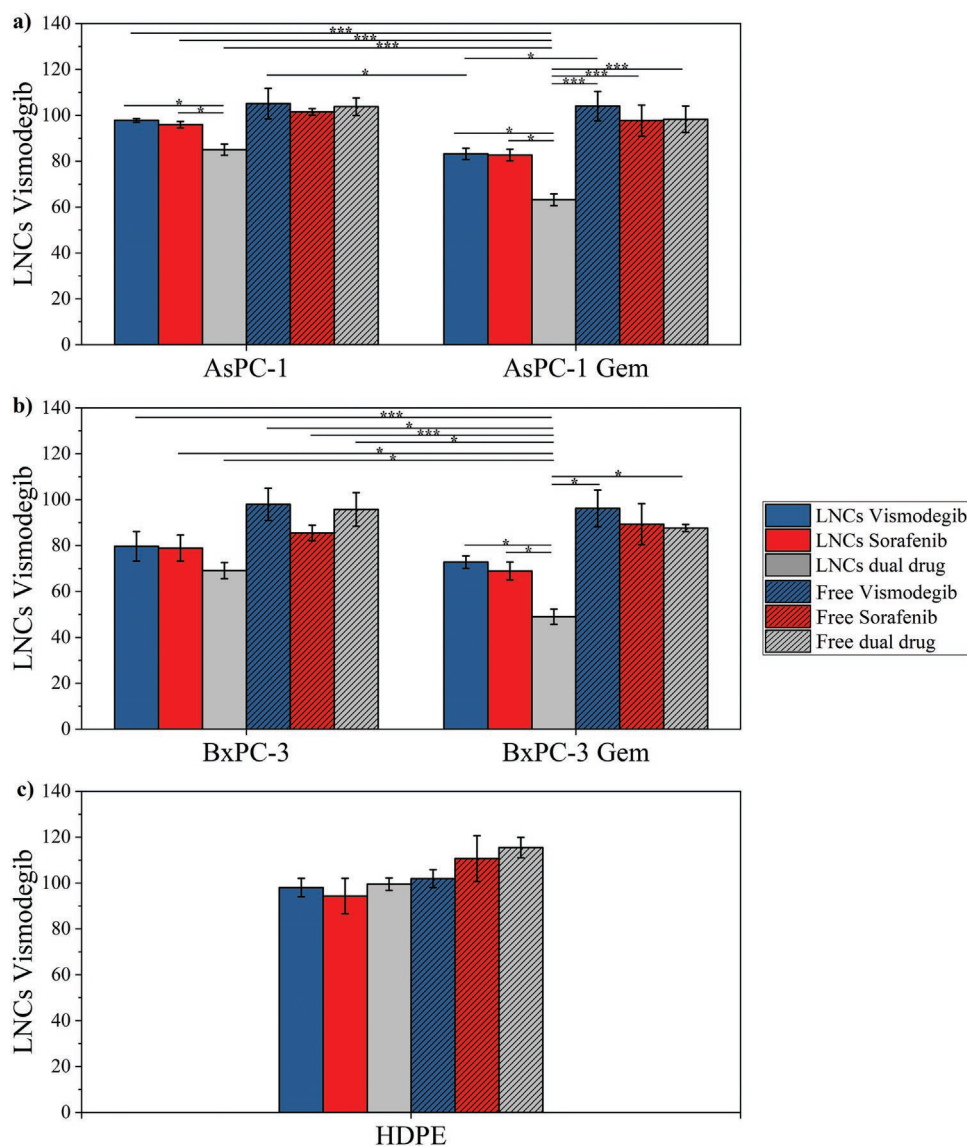 a)
LNCs Vismodegib
140
120
100
80
60
40
20
0
***
***
***
*
*
*
*
***
***
***
*
*
AsPC-1
AsPC-1 Gem
b)
LNCs Vismodegib
140
120
100
80
60
40
20
0
***
*
***
*
*
*
*
*
*
*
BxPC-3
BxPC-3 Gem
LNCs Vismodegib
LNCs Sorafenib
LNCs dual drug
Free Vismodegib
Free Sorafenib
Free dual drug
c)
LNCs Vismodegib
140
120
100
80
60
40
20
0
HDPE